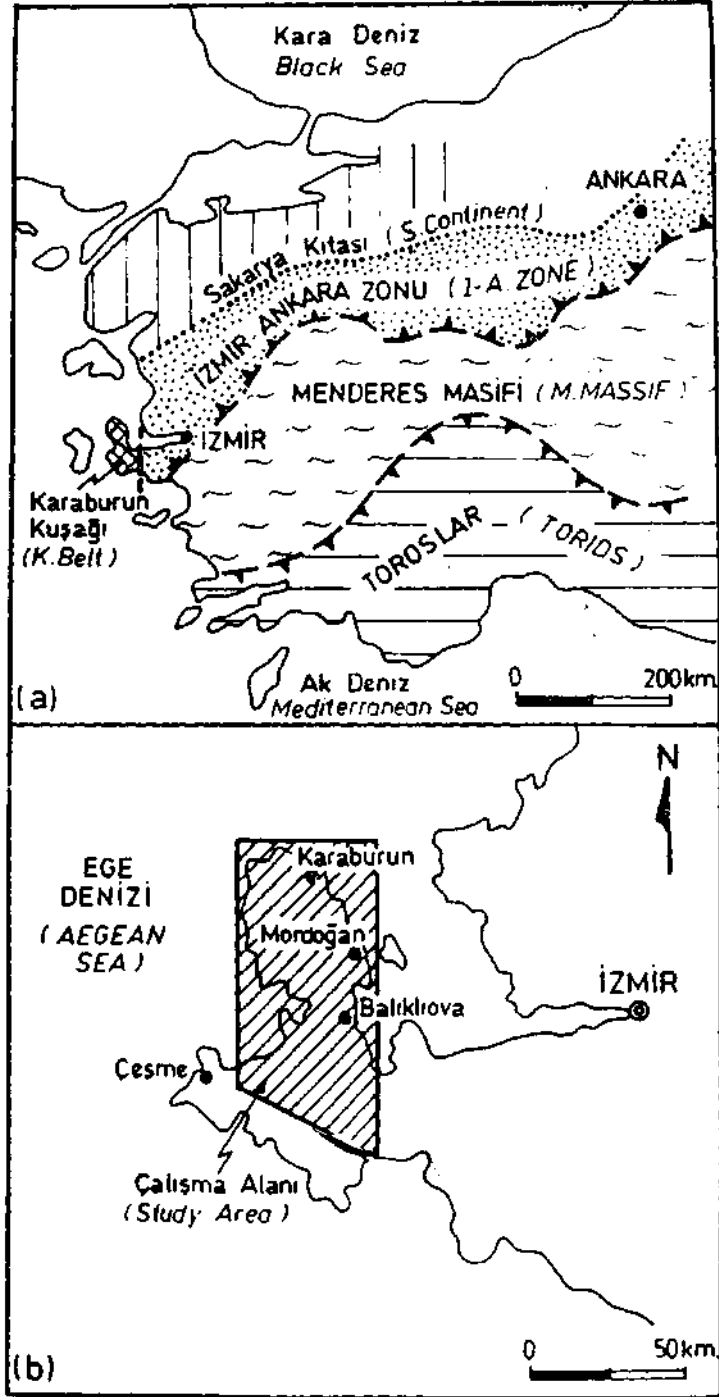 Kara Deniz
Black Sea
ANKARA
Sakarya Kıtası (S.Continent)
İZMİR ANKARA ZONU (I-A. ZONE)
MENDERES MASİFİ (M.MASSIF)
İZMİR
Karaburun
Kuşağı
(K.Belt)
TOROSLAR (TORIDS)
Ak Deniz
Mediterranean Sea
0 200km.
(a)
N
EGE
DENİZİ
(AEGEAN
SEA)
Karaburun
Mordoğan
İZMİR
Balıklıova
Çeşme
Çalışma Alanı
(Study Area)
0 50km.
(b)